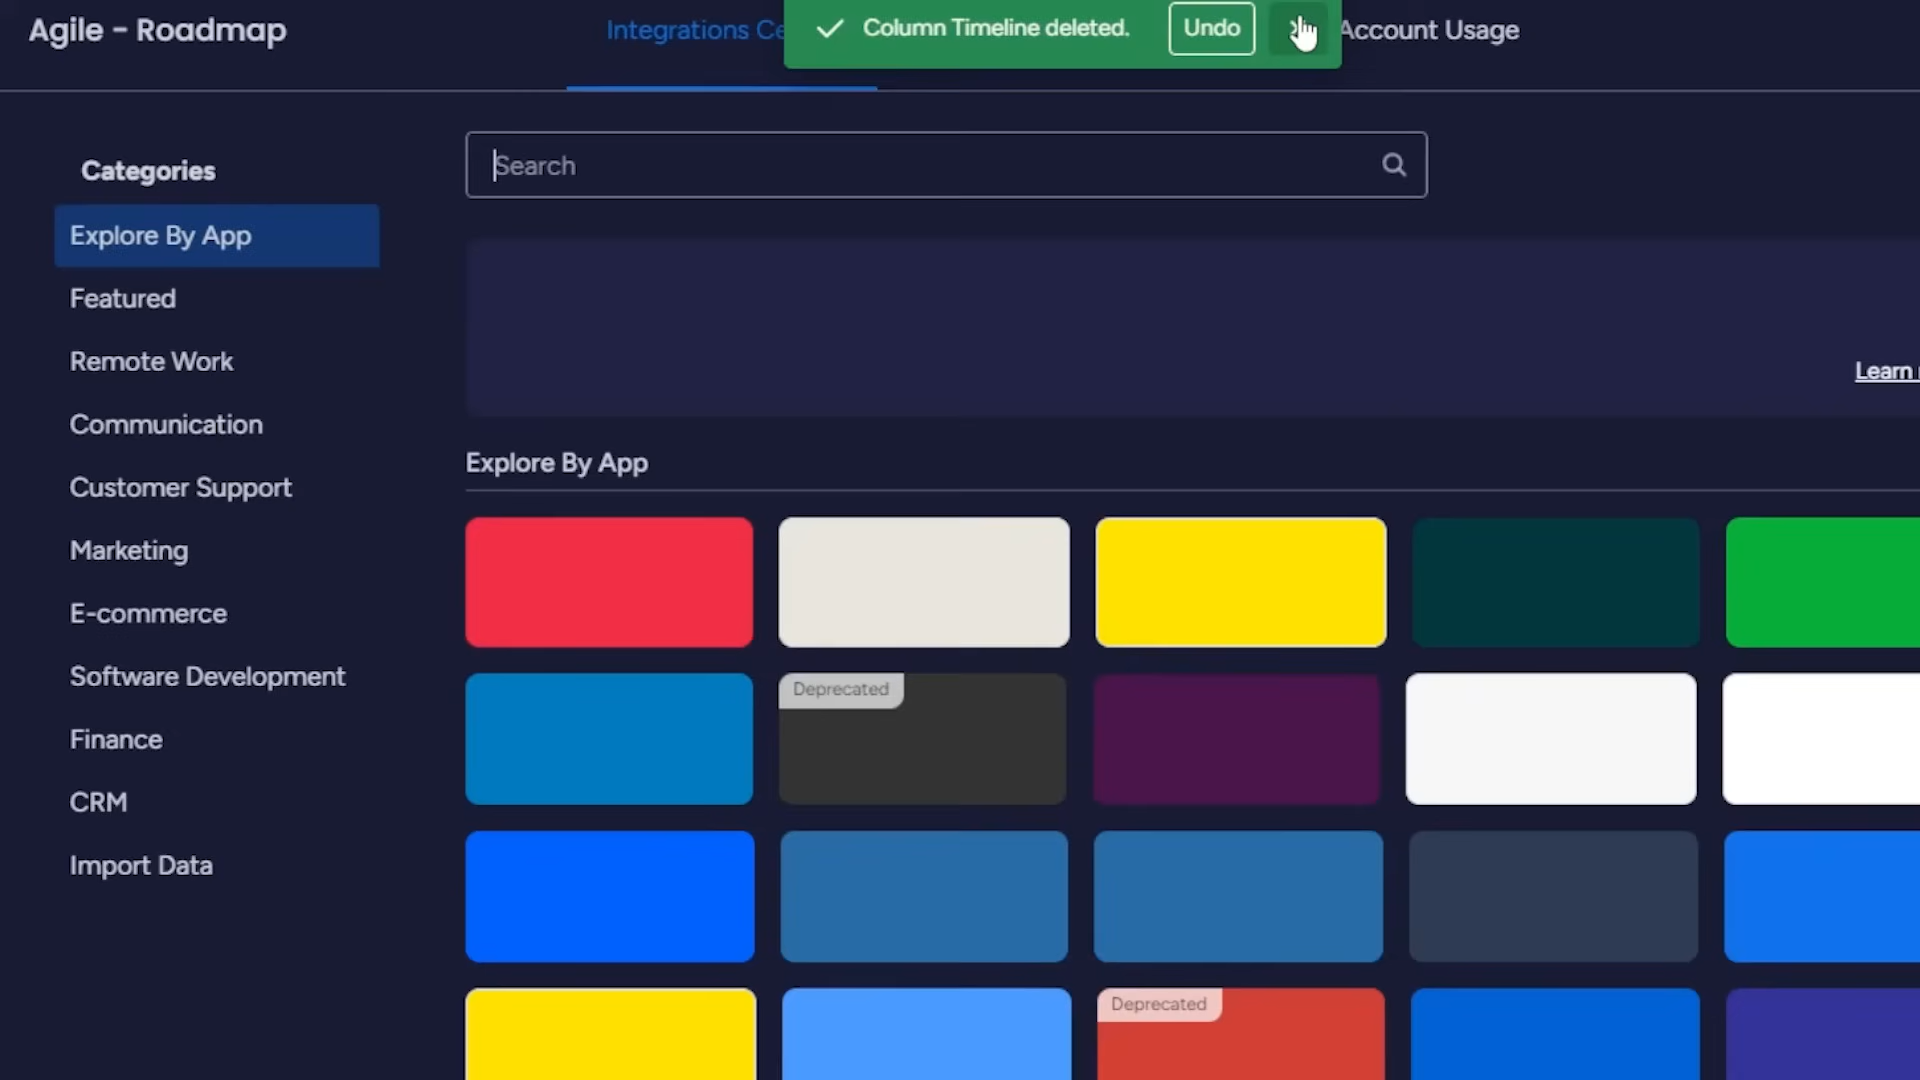 Agile - Roadmap
Integrations Ce
Column Timeline deleted.
Undo
Account Usage
Categories
Explore By App
Featured
Remote Work
Communication
Customer Support
Marketing
E-commerce
Software Development
Finance
CRM
Import Data
Search
Learn
Explore By App
Deprecated
Deprecated